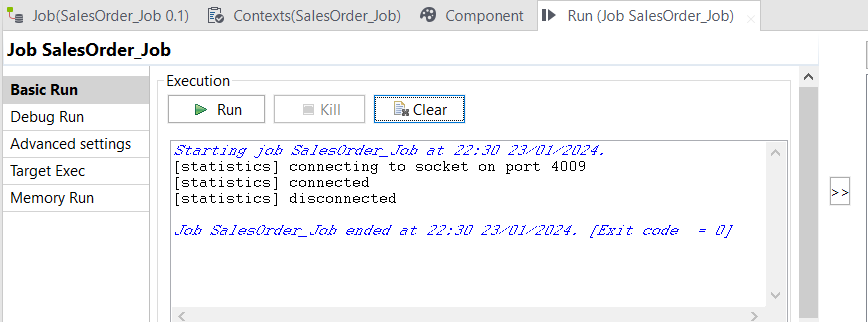 Job(SalesOrder_Job 0.1) Contexts(SalesOrder_Job) Component Run (Job SalesOrder_Job)
Job SalesOrder_Job
Basic Run
Debug Run
Advanced settings
Target Exec
Memory Run
Execution
Run Kill Clear
Starting job SalesOrder_Job at 22:30 23/01/2024.
[statistics] connecting to socket on port 4009
[statistics] connected
[statistics] disconnected
Job SalesOrder_Job ended at 22:30 23/01/2024. [Exit code  = 0]
>>